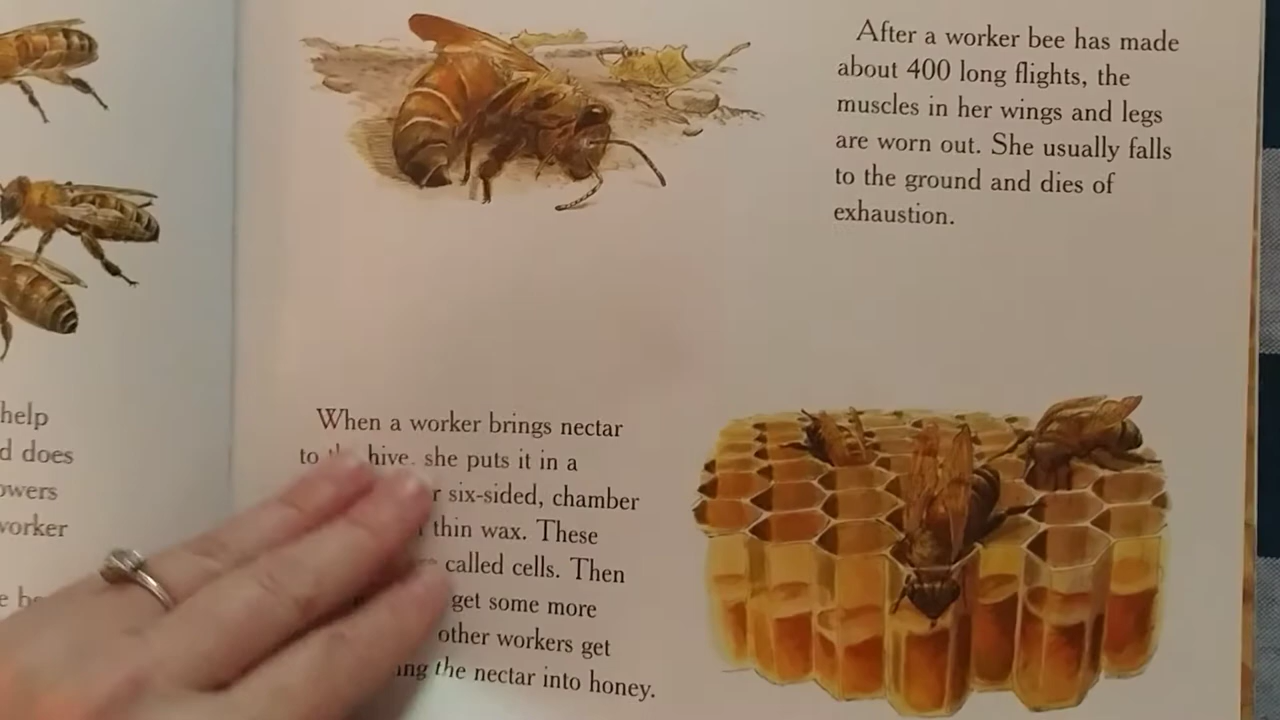 help
d does
owers
worker
After a worker bee has made
about 400 long flights, the
muscles in her wings and legs
are worn out. She usually falls
to the ground and dies of
exhaustion.
When a worker brings nectar
to the hive, she puts it in a
six-sided, chamber
thin wax. These
called cells. Then
get some more
other workers get
the nectar into honey.